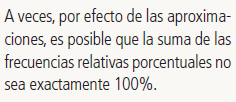 A veces, por efecto de las aproxima-
ciones, es posible que la suma de las
frecuencias relativas porcentuales no
sea exactamente 100%.